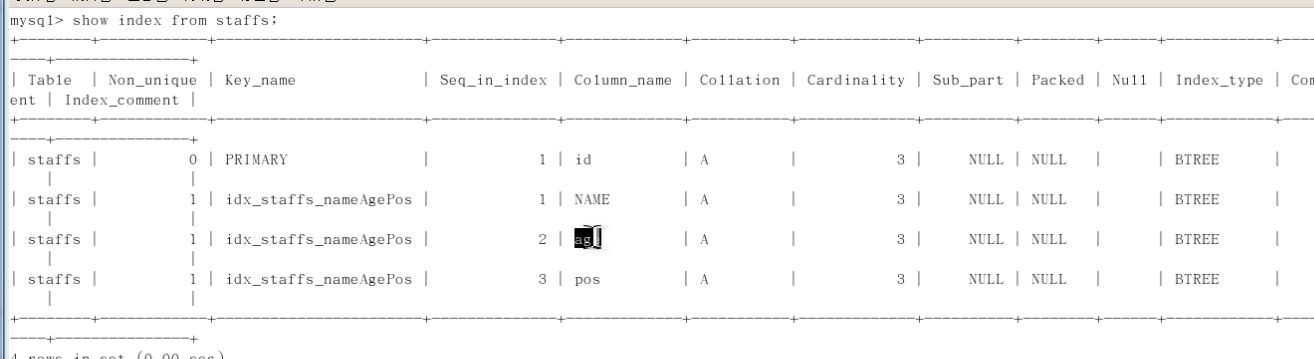 mysql> show index from staffs;
+--------+------------+-----------------------+--------------+-------------+-----------+-------------+----------+--------+------+------------+----
----+---------------+
| Table | Non_unique | Key_name | Seq_in_index | Column_name | Collation | Cardinality | Sub_part | Packed | Null | Index_type | Com
ent | Index_comment |
+--------+------------+-----------------------+--------------+-------------+-----------+-------------+----------+--------+------+------------+----
----+---------------+
| staffs | 0 | PRIMARY | 1 | id | A | 3 | NULL | NULL | | BTREE |
| |
| staffs | 1 | idx_staffs_nameAgePos | 1 | NAME | A | 3 | NULL | NULL | | BTREE |
| |
| staffs | 1 | idx_staffs_nameAgePos | 2 | ag | A | 3 | NULL | NULL | | BTREE |
| |
| staffs | 1 | idx_staffs_nameAgePos | 3 | pos | A | 3 | NULL | NULL | | BTREE |
| |
+--------+------------+-----------------------+--------------+-------------+-----------+-------------+----------+--------+------+------------+----
----+---------------+
4 rows in set (0.00 sec)